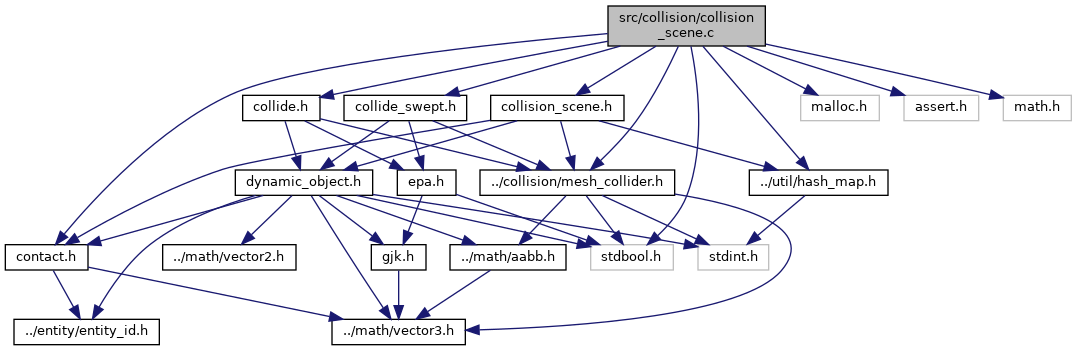 src/collision/collision
_scene.c
collide.h
collide_swept.h
collision_scene.h
malloc.h
assert.h
math.h
dynamic_object.h
epa.h
../collision/mesh_collider.h
../util/hash_map.h
contact.h
../math/vector2.h
gjk.h
../math/aabb.h
stdbool.h
stdint.h
../entity/entity_id.h
../math/vector3.h